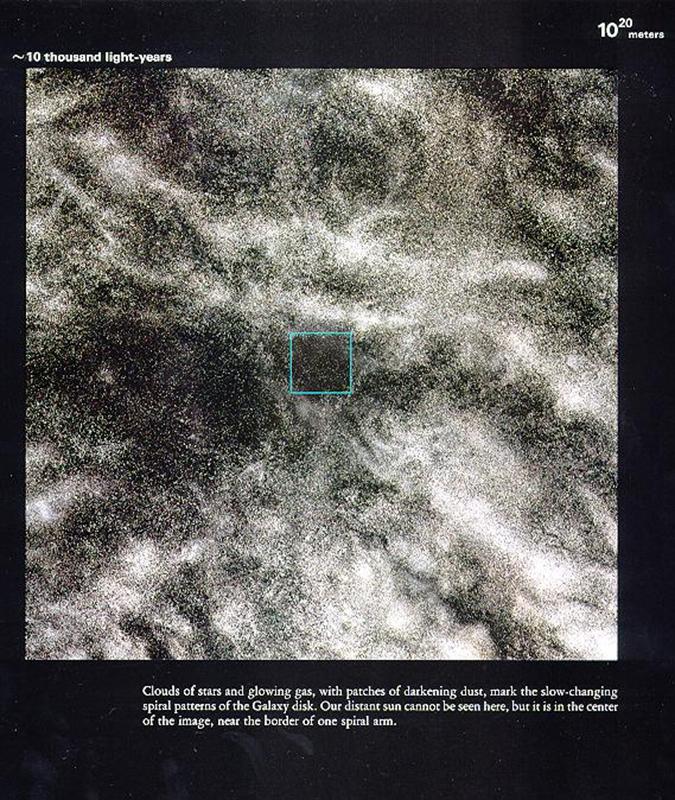 10²⁰ meters
~10 thousand light-years
Clouds of stars and glowing gas, with patches of darkening dust, mark the slow-changing
spiral patterns of the Galaxy disk. Our distant sun cannot be seen here, but it is in the center
of the image, near the border of one spiral arm.